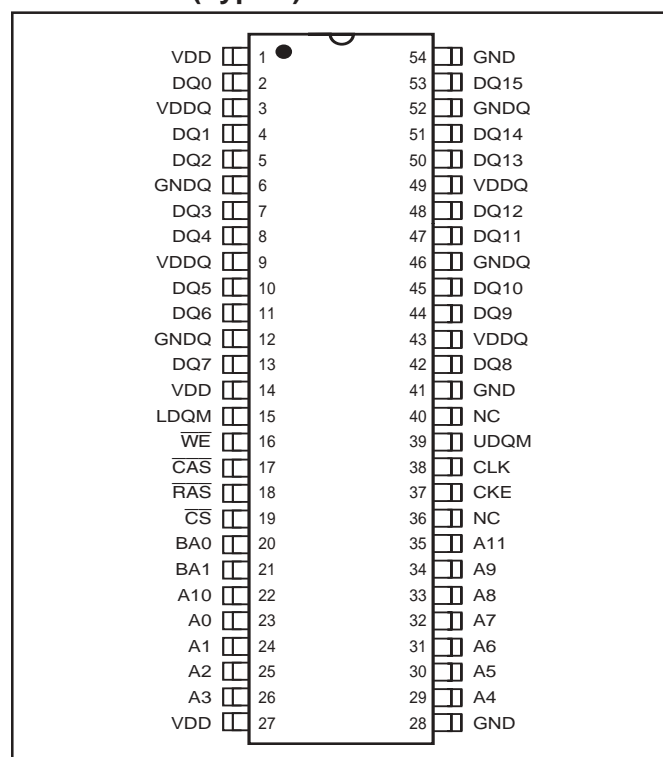 VDD 1 54 GND
DQ0 2 53 DQ15
VDDQ 3 52 GNDQ
DQ1 4 51 DQ14
DQ2 5 50 DQ13
GNDQ 6 49 VDDQ
DQ3 7 48 DQ12
DQ4 8 47 DQ11
VDDQ 9 46 GNDQ
DQ5 10 45 DQ10
DQ6 11 44 DQ9
GNDQ 12 43 VDDQ
DQ7 13 42 DQ8
VDD 14 41 GND
LDQM 15 40 NC
W̅E̅ 16 39 UDQM
C̅A̅S̅ 17 38 CLK
R̅A̅S̅ 18 37 CKE
C̅S̅ 19 36 NC
BA0 20 35 A11
BA1 21 34 A9
A10 22 33 A8
A0 23 32 A7
A1 24 31 A6
A2 25 30 A5
A3 26 29 A4
VDD 27 28 GND